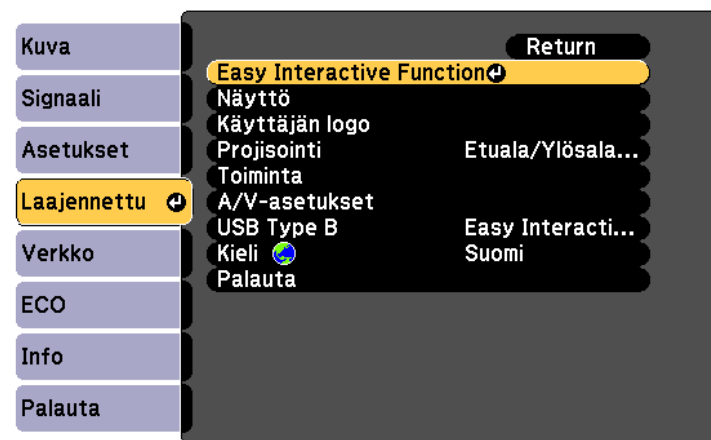 Kuva
Signaali
Asetukset
Laajennettu
Verkko
ECO
Info
Palauta
Return
Easy Interactive Function
Näyttö
Käyttäjän logo
Projisointi Etuala/Ylösala...
Toiminta
A/V-asetukset
USB Type B Easy Interacti...
Kieli Suomi
Palauta